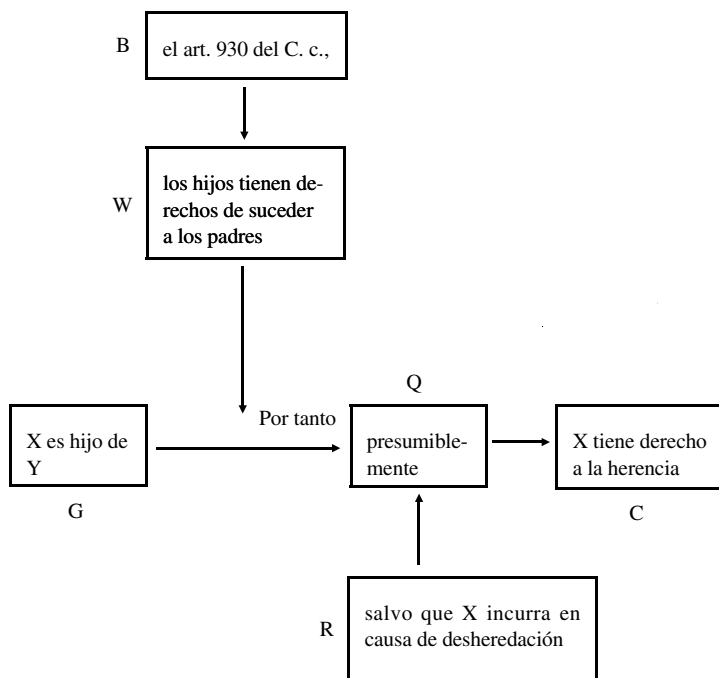 B
el art. 930 del C. c.,
W
los hijos tienen de-
rechos de suceder
a los padres
Q
Por tanto
X es hijo de
Y
presumible-
mente
X tiene derecho
a la herencia
G
C
R
salvo que X incurra en
causa de desheredación